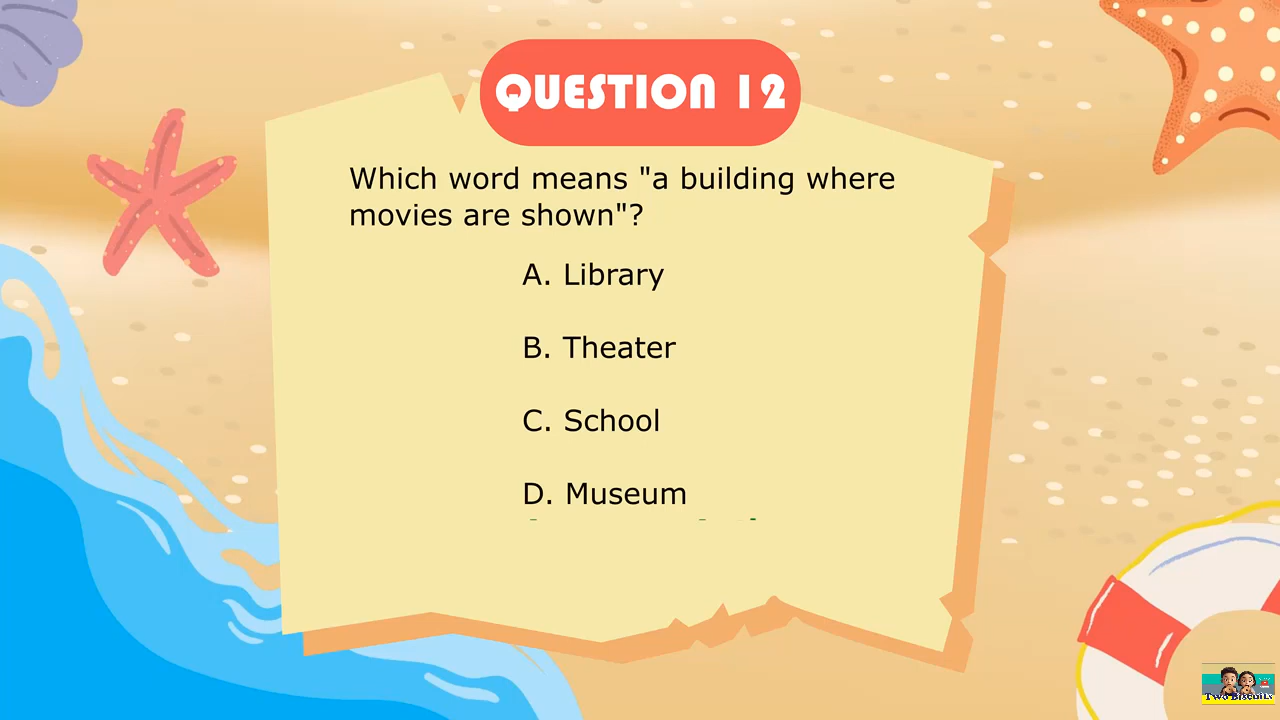 QUESTION 12
Which word means "a building where
movies are shown"?
A. Library
B. Theater
C. School
D. Museum
Two Biscuits